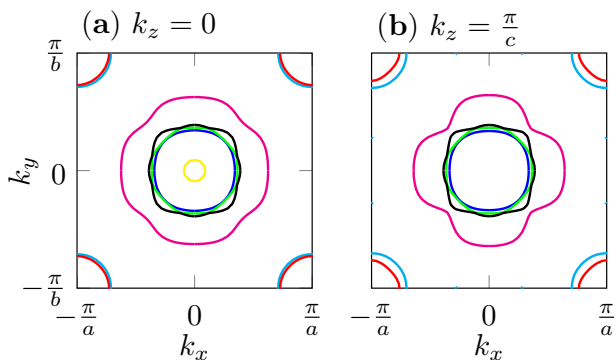 (a) k_z = 0
(b) k_z = π/c
π/b
k_y
0
−π/b
−π/a 0 π/a
−π/a 0 π/a
k_x
k_x